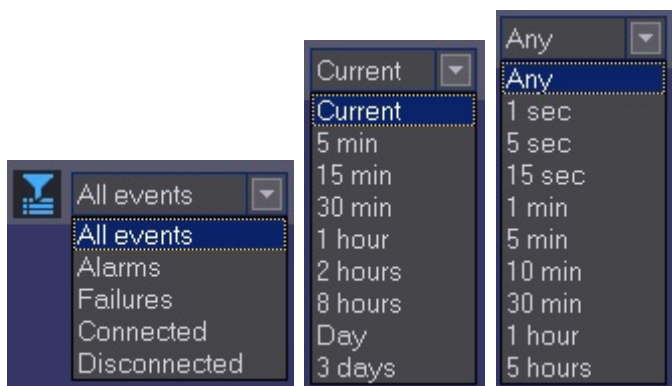 All events
All events
Alarms
Failures
Connected
Disconnected
Current
Current
5 min
15 min
30 min
1 hour
2 hours
8 hours
Day
3 days
Any
Any
1 sec
5 sec
15 sec
1 min
5 min
10 min
30 min
1 hour
5 hours